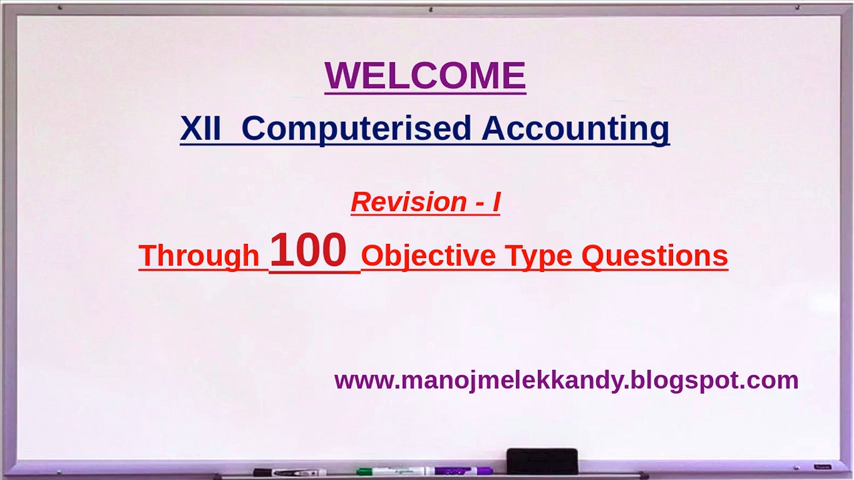 WELCOME
XII Computerised Accounting
Revision - I
Through 100 Objective Type Questions
www.manojmelekkandy.blogspot.com